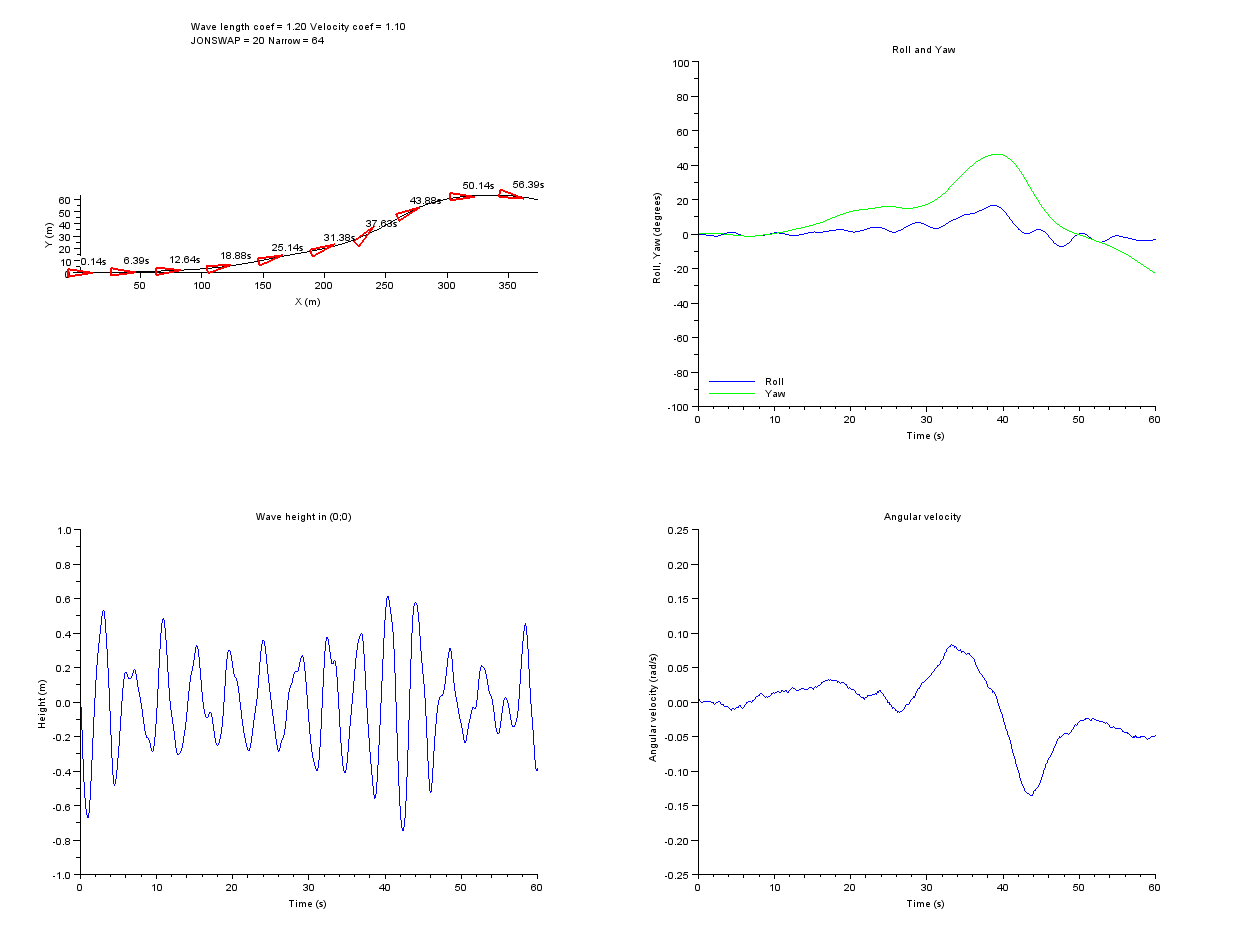 Wave length coef = 1.20 Velocity coef = 1.10
JONSWAP = 20 Narrow = 64
Y (m)
60
50
40
30
20
10
0
0.14s
6.39s
12.64s
18.88s
25.14s
31.38s
37.63s
43.88s
50.14s
56.39s
50
100
150
200
250
300
350
X (m)
Roll and Yaw
Roll, Yaw (degrees)
100
80
60
40
20
0
-20
-40
-60
-80
-100
Roll
Yaw
0
10
20
30
40
50
60
Time (s)
Wave height in (0;0)
Height (m)
1.0
0.8
0.6
0.4
0.2
0.0
-0.2
-0.4
-0.6
-0.8
-1.0
0
10
20
30
40
50
60
Time (s)
Angular velocity
Angular velocity (rad/s)
0.25
0.20
0.15
0.10
0.05
0.00
-0.05
-0.10
-0.15
-0.20
-0.25
0
10
20
30
40
50
60
Time (s)